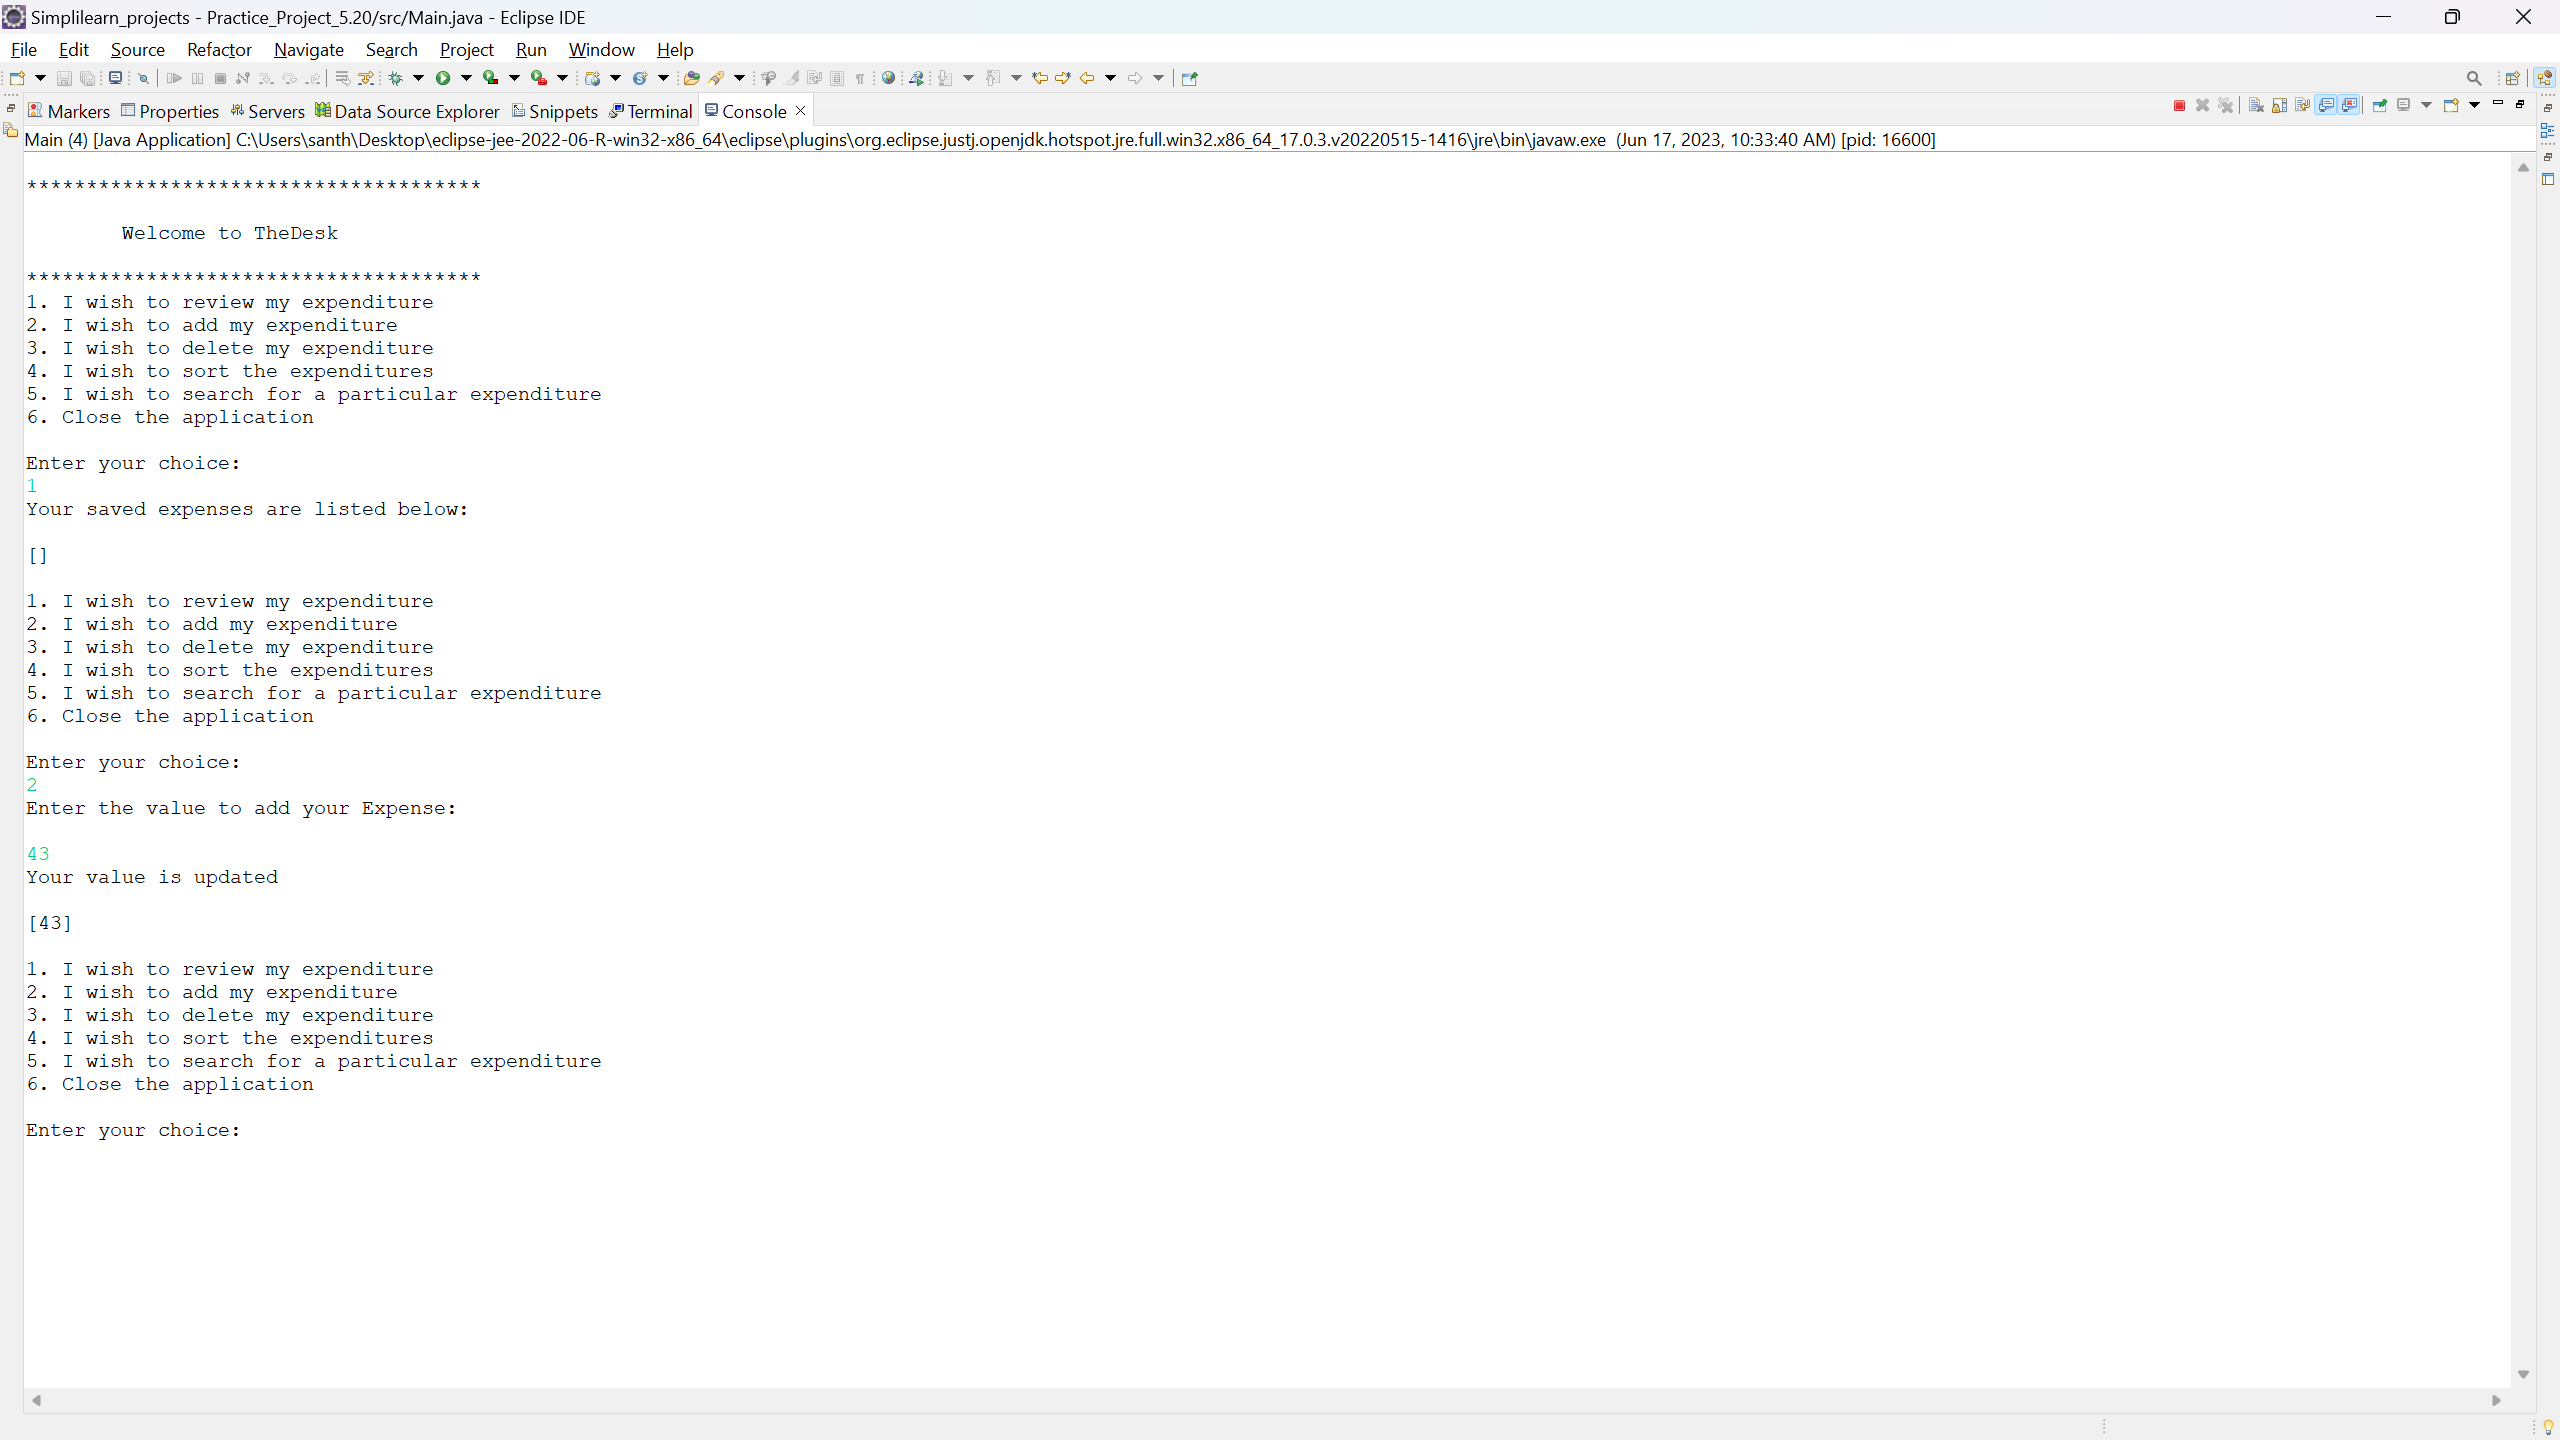 Simplilearn_projects - Practice_Project_5.20/src/Main.java - Eclipse IDE
File Edit Source Refactor Navigate Search Project Run Window Help
Markers Properties Servers Data Source Explorer Snippets Terminal Console
Main (4) [Java Application] C:\Users\santh\Desktop\eclipse-jee-2022-06-R-win32-x86_64\eclipse\plugins\org.eclipse.justj.openjdk.hotspot.jre.full.win32.x86_64_17.0.3.v20220515-1416\jre\bin\javaw.exe (Jun 17, 2023, 10:33:40 AM) [pid: 16600]
**************************************
Welcome to TheDesk
**************************************
1. I wish to review my expenditure
2. I wish to add my expenditure
3. I wish to delete my expenditure
4. I wish to sort the expenditures
5. I wish to search for a particular expenditure
6. Close the application
Enter your choice:
1
Your saved expenses are listed below:
[]
1. I wish to review my expenditure
2. I wish to add my expenditure
3. I wish to delete my expenditure
4. I wish to sort the expenditures
5. I wish to search for a particular expenditure
6. Close the application
Enter your choice:
2
Enter the value to add your Expense:
43
Your value is updated
[43]
1. I wish to review my expenditure
2. I wish to add my expenditure
3. I wish to delete my expenditure
4. I wish to sort the expenditures
5. I wish to search for a particular expenditure
6. Close the application
Enter your choice: